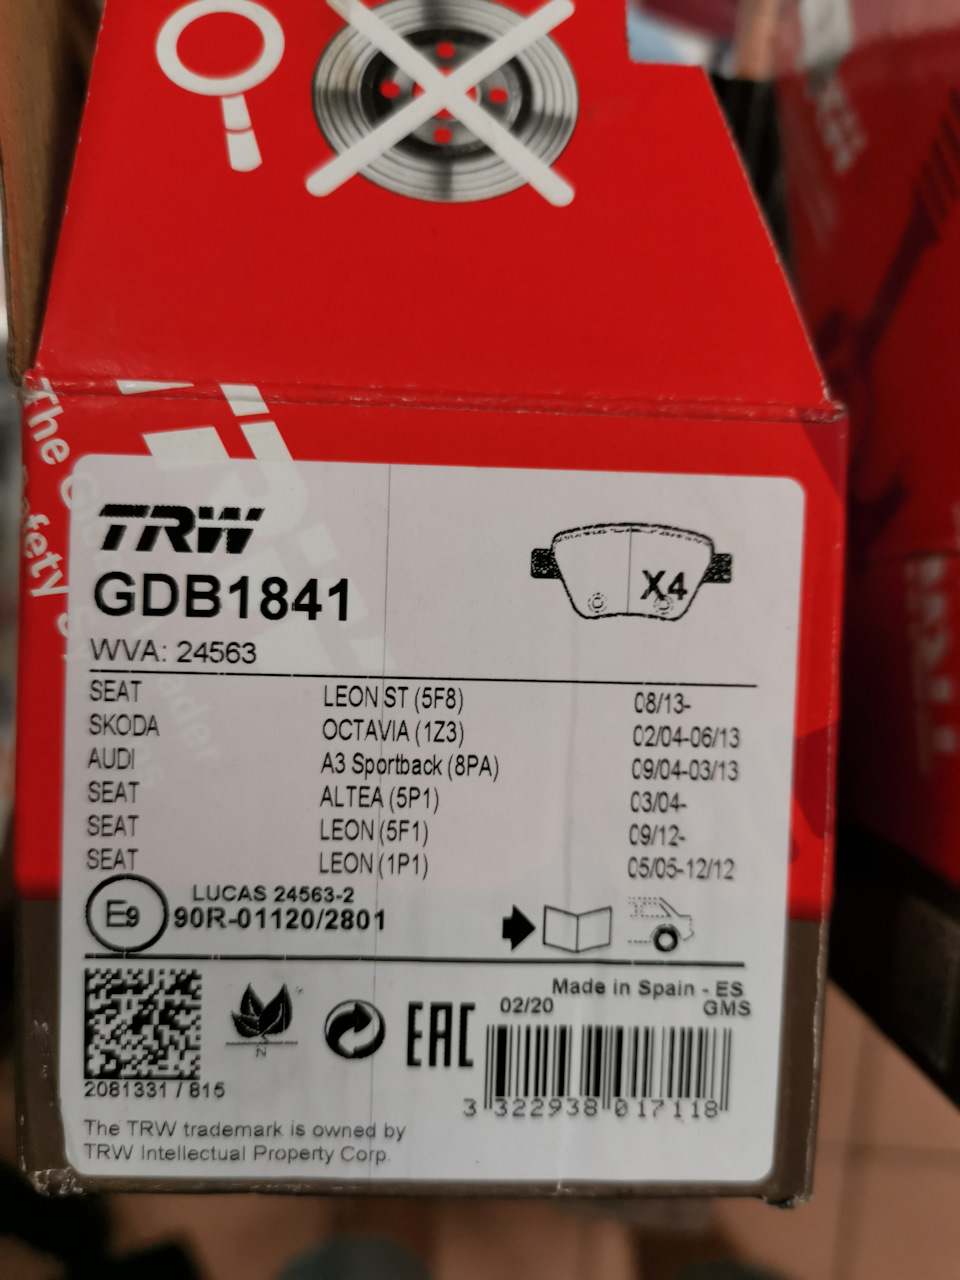 The
TRW
GDB1841
X4
WVA: 24563
SEAT LEON ST (5F8) 08/13-
SKODA OCTAVIA (1Z3) 02/04-06/13
AUDI A3 Sportback (8PA) 09/04-03/13
SEAT ALTEA (5P1) 03/04-
SEAT LEON (5F1) 09/12-
SEAT LEON (1P1) 05/05-12/12
E9
LUCAS 24563-2
90R-01120/2801
Made in Spain - ES
02/20 GMS
N
EAC
2081331 / 815
3 322938 017118
The TRW trademark is owned by
TRW Intellectual Property Corp.